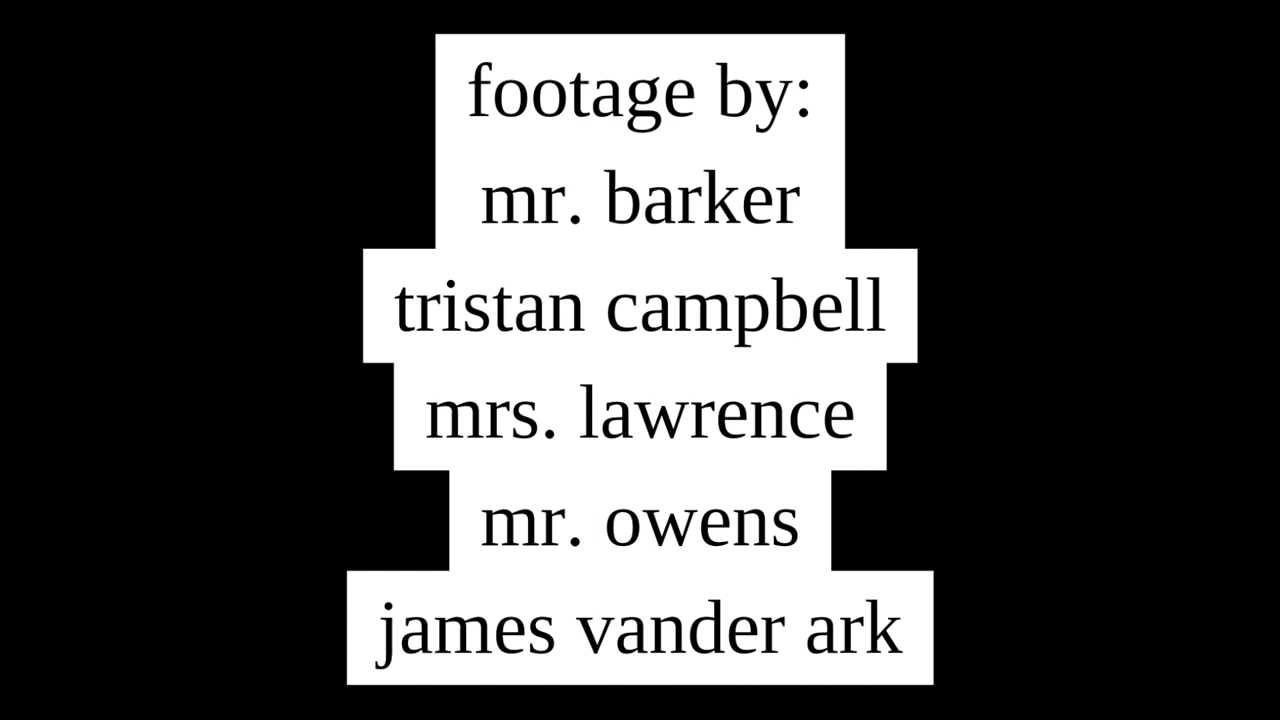 footage by:
mr. barker
tristan campbell
mrs. lawrence
mr. owens
james vander ark